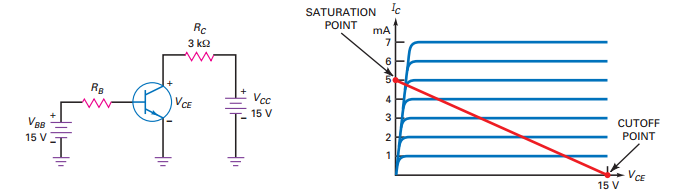 R_C
3 kΩ
R_B
V_BB
+
15 V
+
V_CE
–
+
V_CC
15 V
–
SATURATION
POINT
I_C
mA
7
6
5
4
3
2
1
CUTOFF
POINT
V_CE
15 V